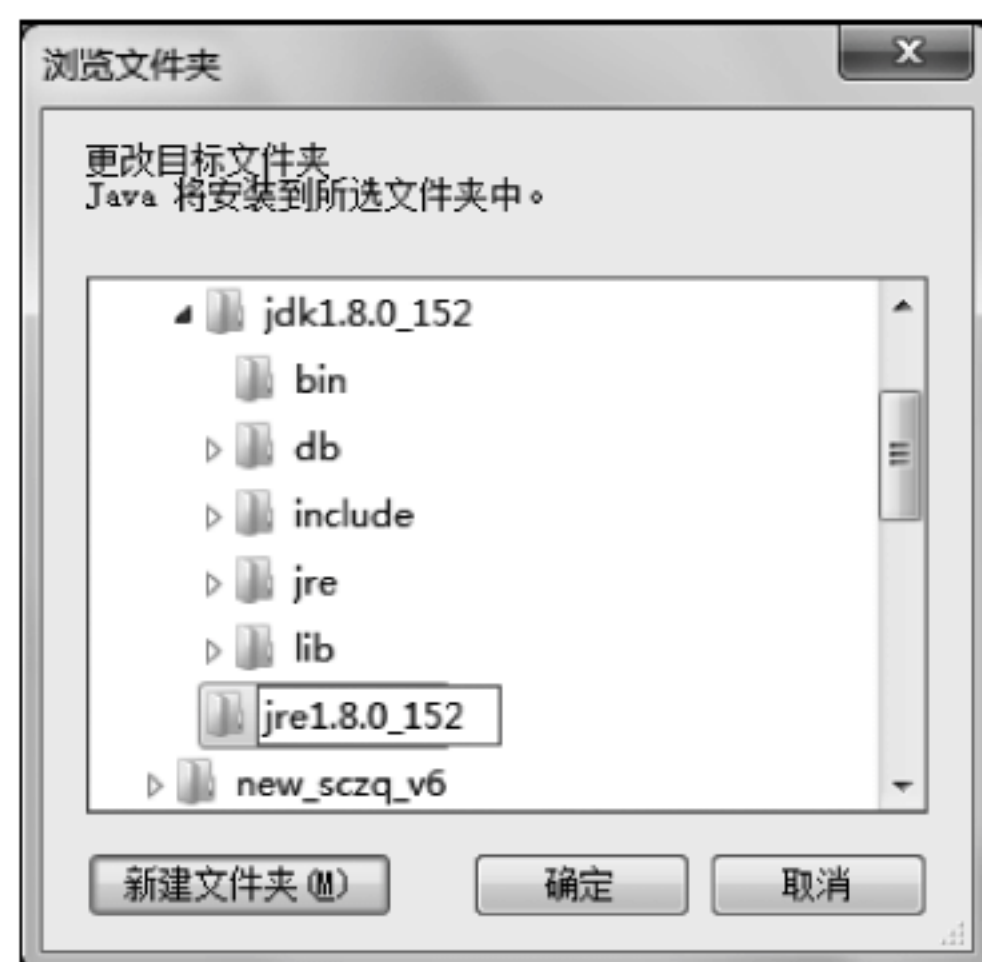 浏览文件夹
更改目标文件夹
Java 将安装到所选文件夹中。
jdk1.8.0_152
bin
db
include
jre
lib
jre1.8.0_152
new_sczq_v6
新建文件夹(M) 确定 取消